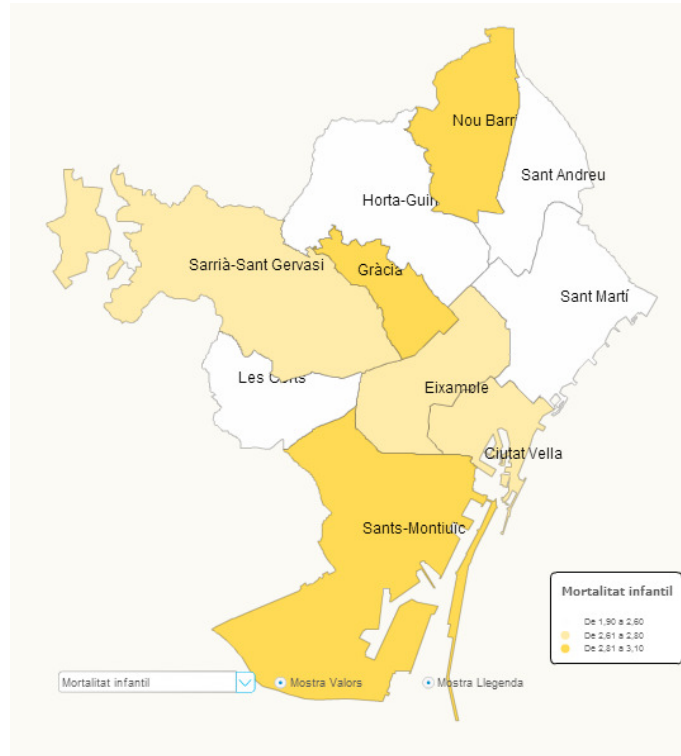 Nou Barr
Sant Andreu
Horta-Guin
Sarrià-Sant Gervasi
Gràcia
Sant Martí
Les Corts
Eixample
Ciutat Vella
Sants-Montjuïc
Mortalitat infantil
De 1,90 a 2,60
De 2,61 a 2,80
De 2,81 a 3,10
Mortalitat infantil
Mostra Valors
Mostra Llegenda